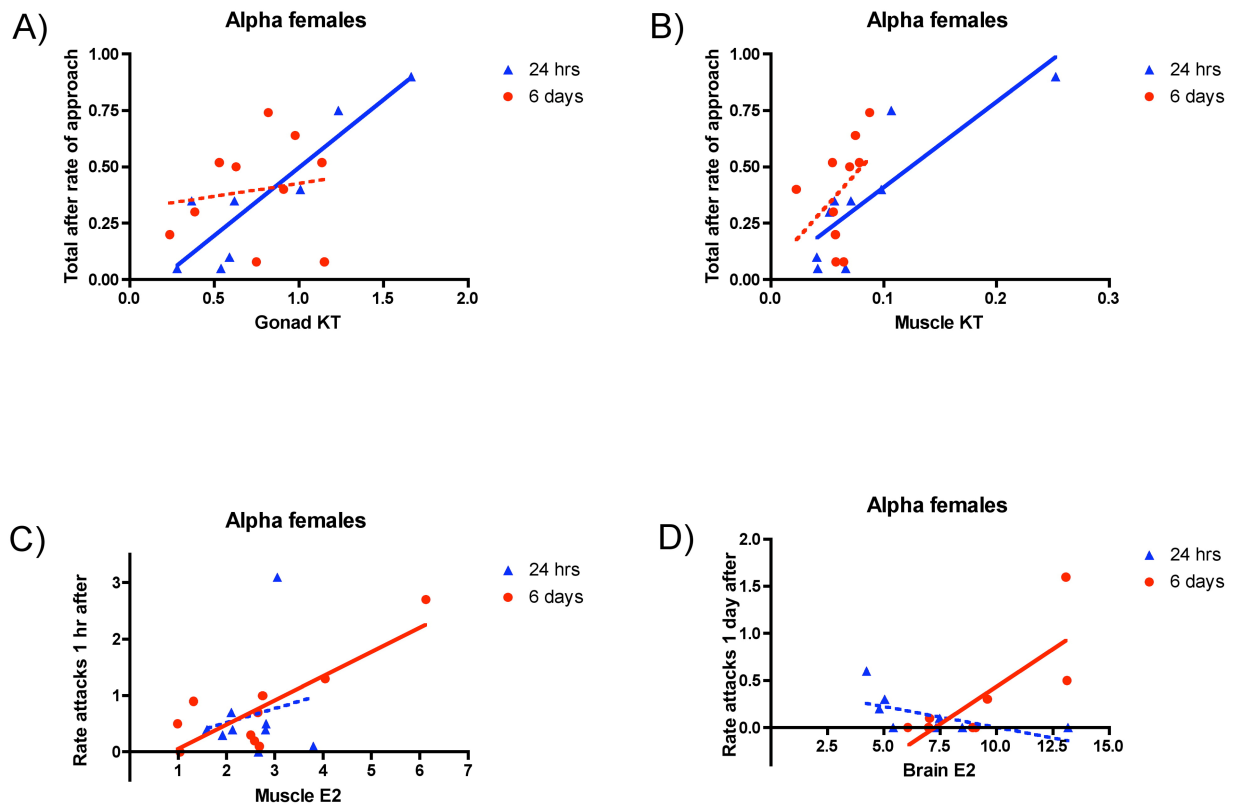 A)
Alpha females
Total after rate of approach
1.00
0.75
0.50
0.25
0.00
0.0 0.5 1.0 1.5 2.0
Gonad KT
24 hrs
6 days
B)
Alpha females
Total after rate of approach
1.00
0.75
0.50
0.25
0.00
0.0 0.1 0.2 0.3
Muscle KT
24 hrs
6 days
C)
Alpha females
Rate attacks 1 hr after
3
2
1
0
1 2 3 4 5 6 7
Muscle E2
24 hrs
6 days
D)
Alpha females
Rate attacks 1 day after
2.0
1.5
1.0
0.5
0.0
2.5 5.0 7.5 10.0 12.5 15.0
Brain E2
24 hrs
6 days